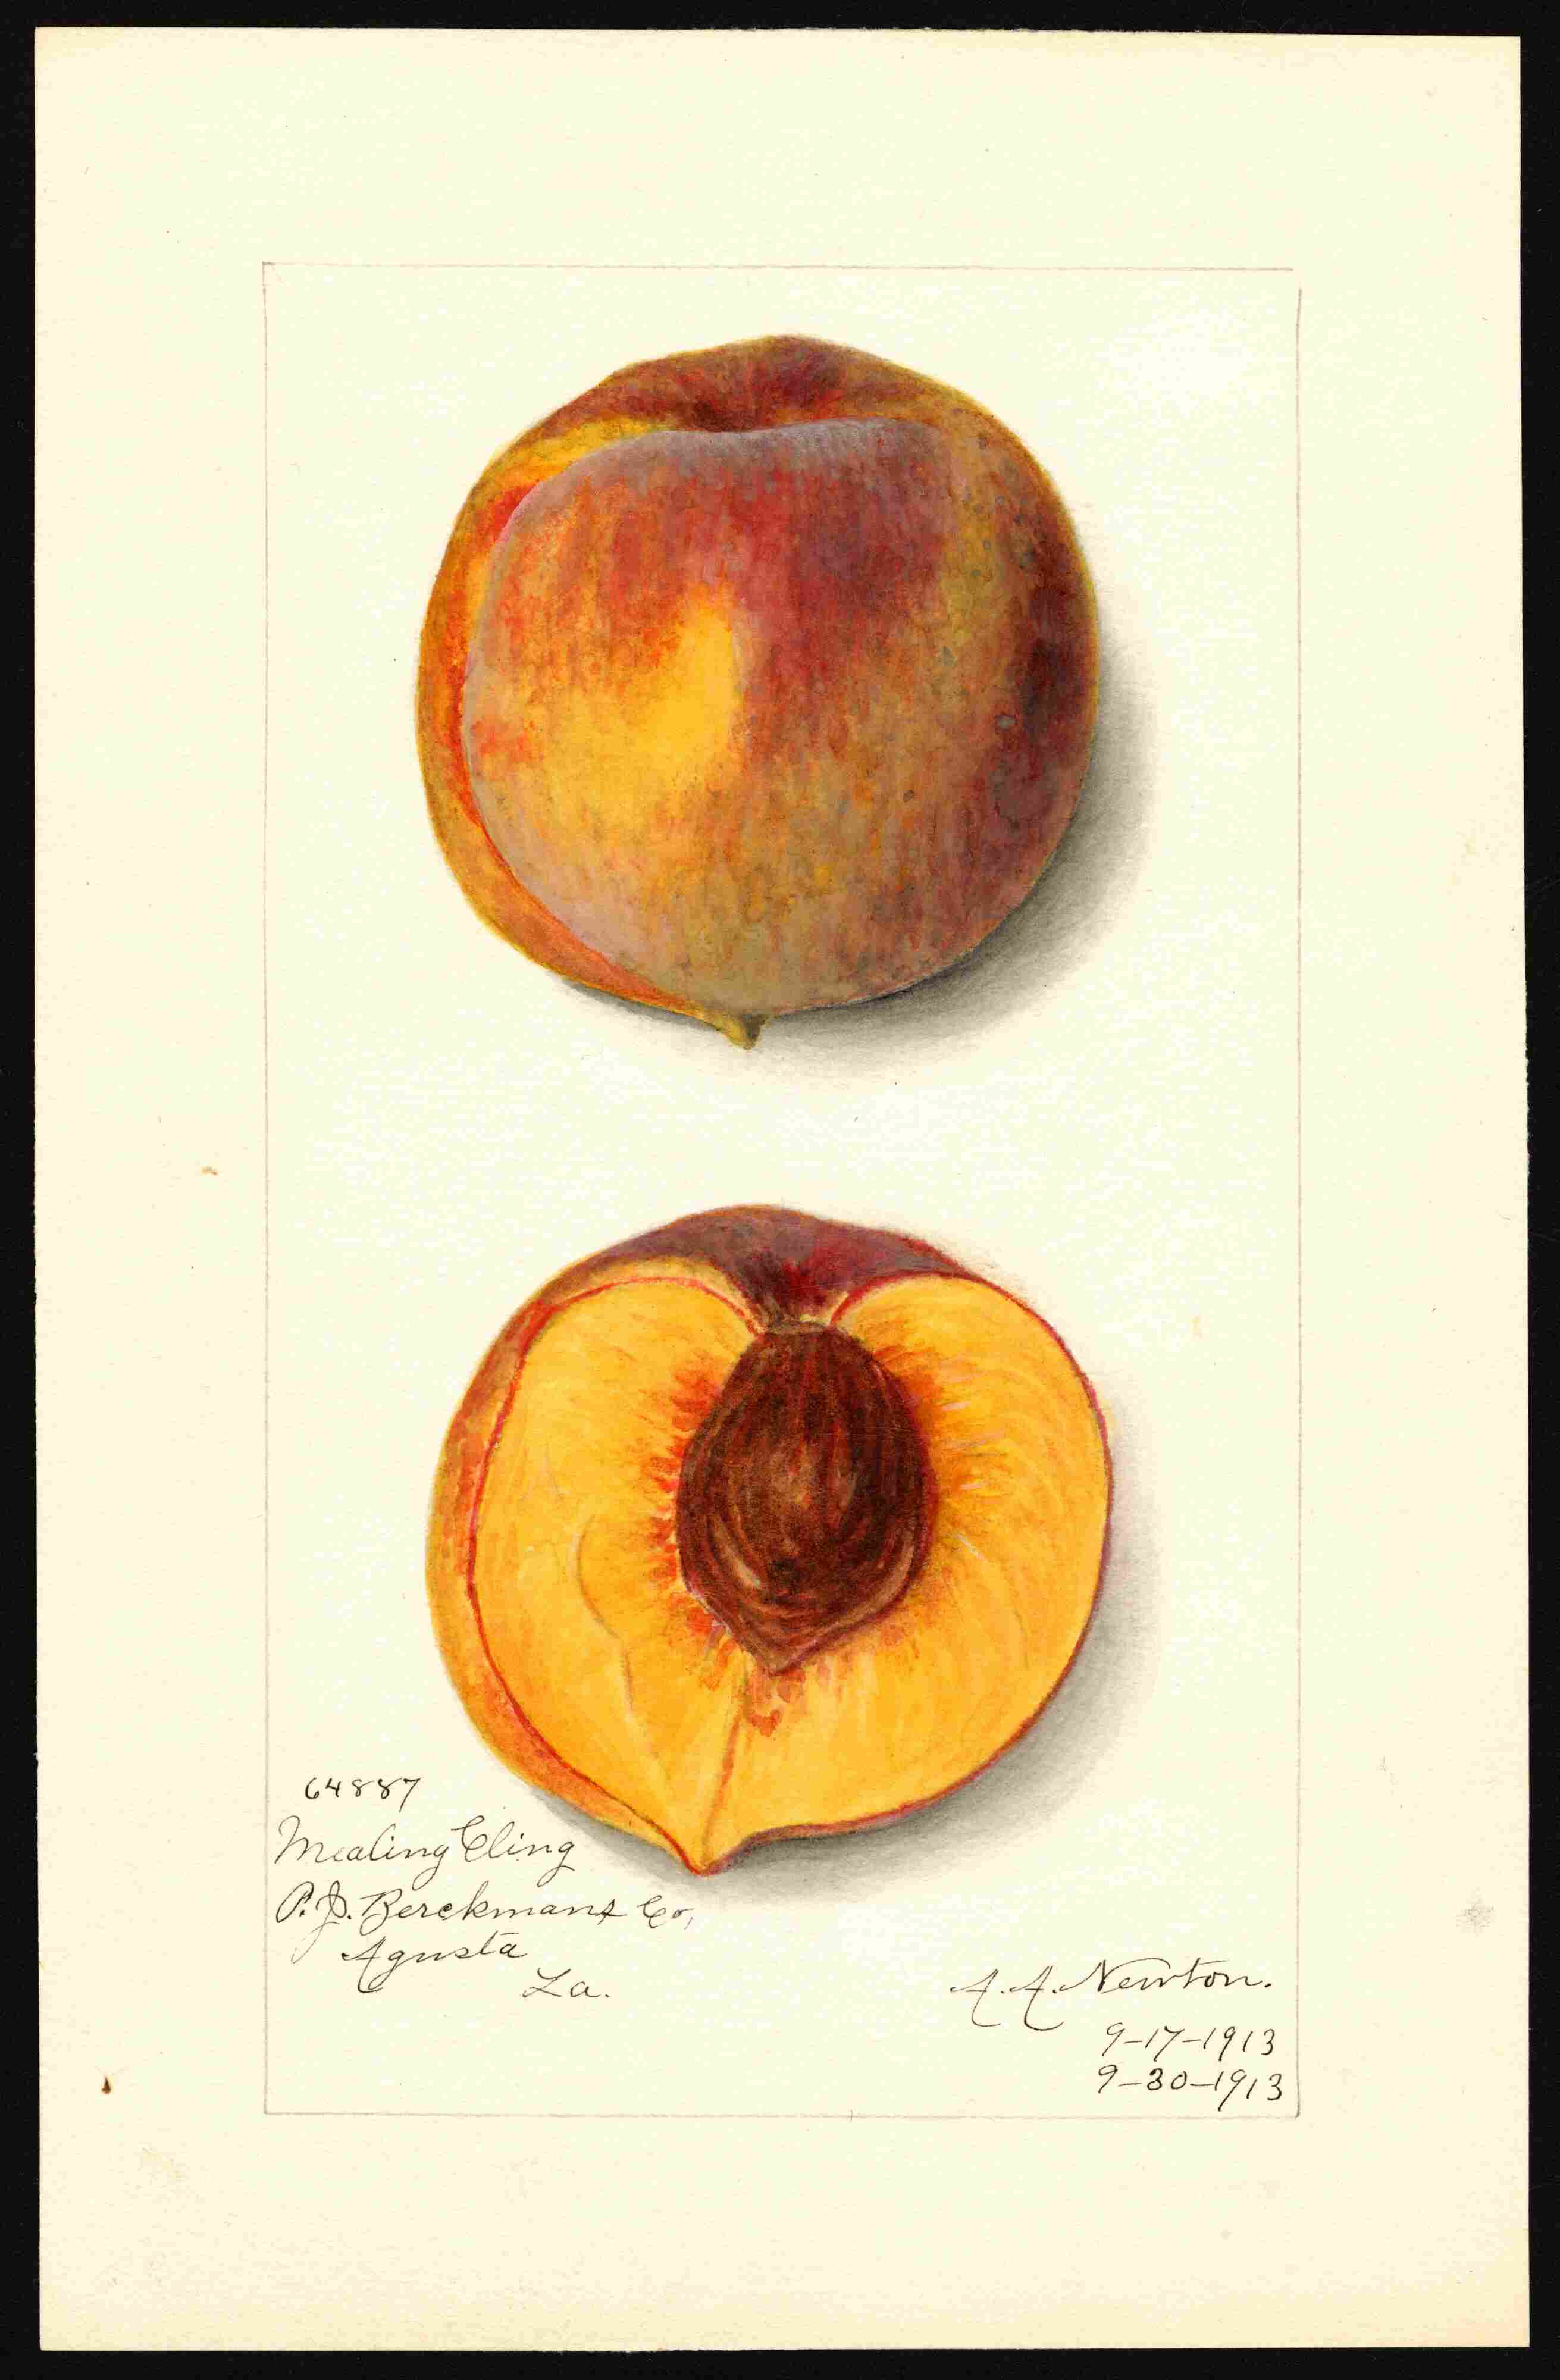 64887
Mealing Cling
P. J. Berckmans Co,
Agusta
La.
A. A. Newton.
9-17-1913
9-30-1913